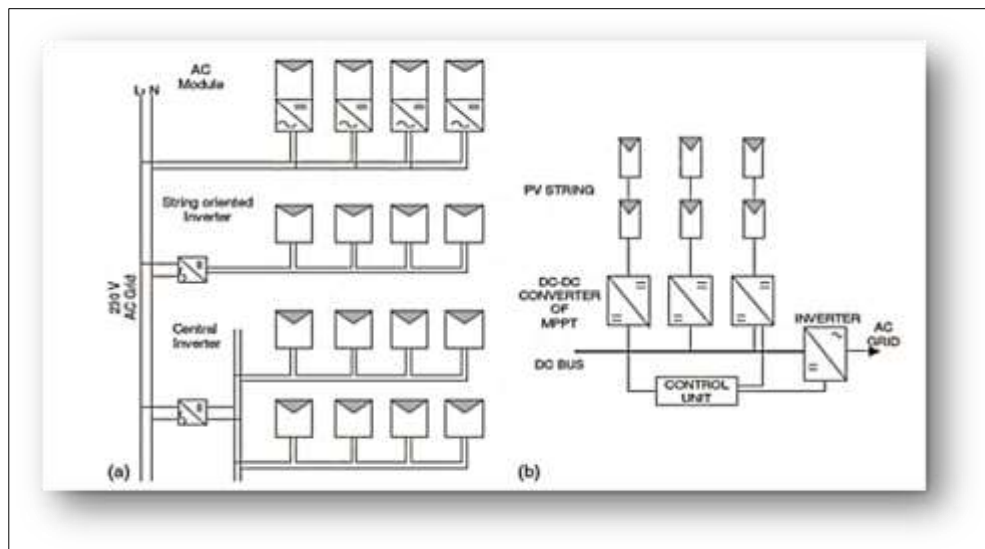 AC
Module
L N
String oriented
Inverter
230 V
AC Grid
Central
Inverter
(a)
PV STRING
DC-DC
CONVERTER
OF
MPPT
INVERTER
AC
GRID
DC BUS
CONTROL
UNIT
(b)